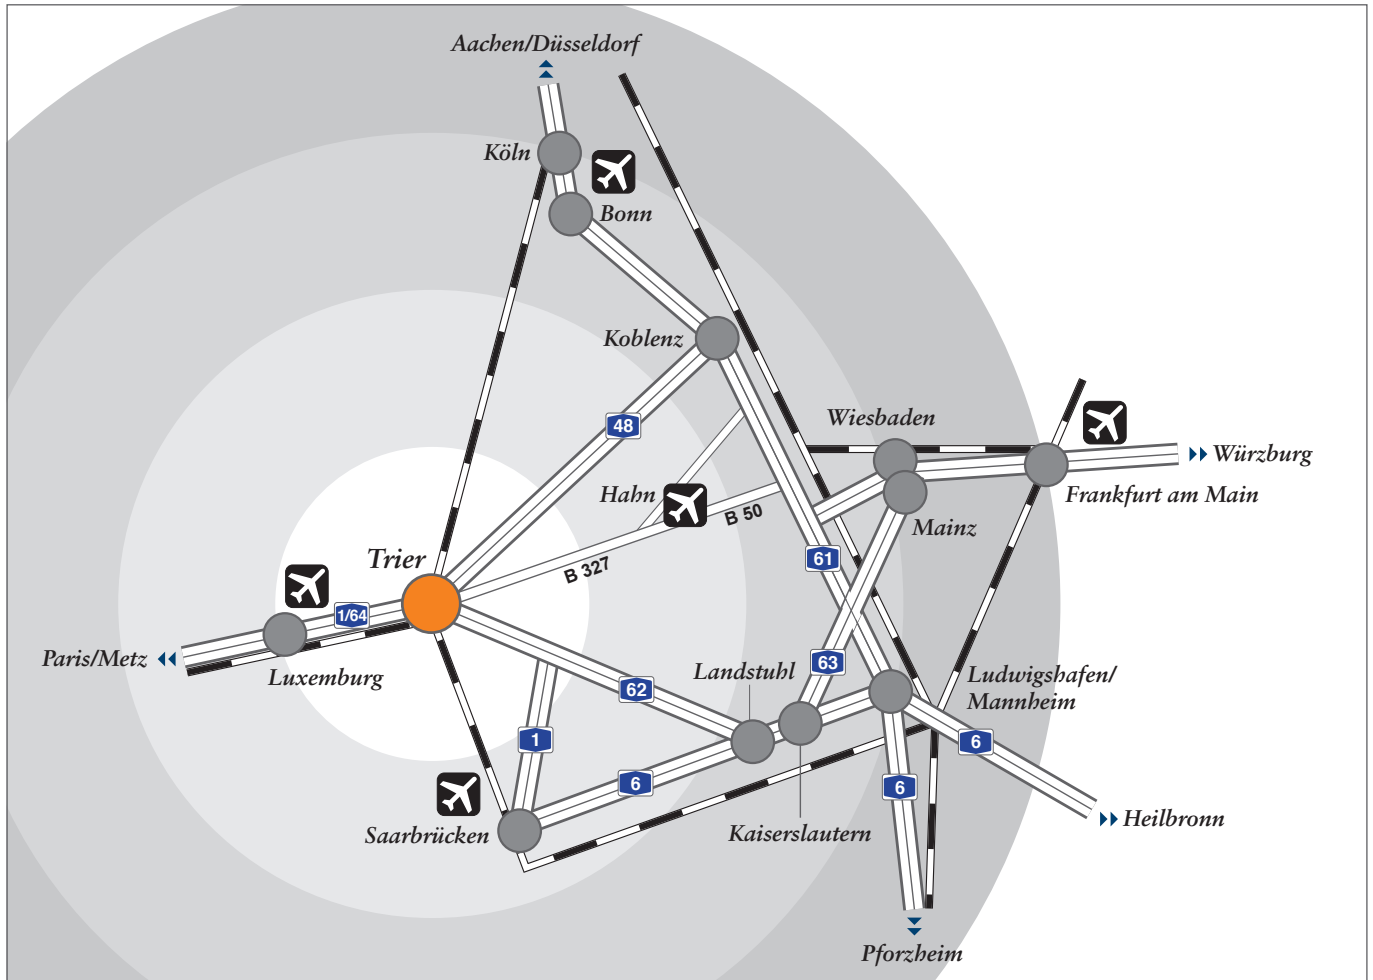 Aachen/Düsseldorf
Köln
Bonn
Koblenz
48
Wiesbaden
Würzburg
Hahn
Frankfurt am Main
B 50
Mainz
Trier
61
B 327
1/64
Paris/Metz
Luxemburg
63
Landstuhl
Ludwigshafen/
Mannheim
62
1
6
6
6
Saarbrücken
Kaiserslautern
Heilbronn
Pforzheim